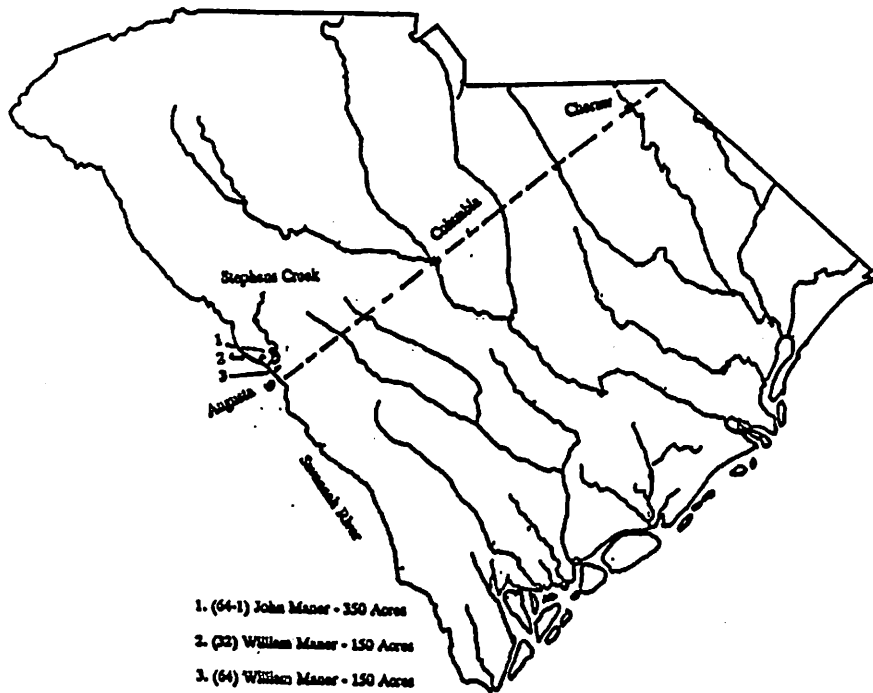 Cheraw
Columbia
Stephens Creek
1
2
3
Augusta
Savannah River
1. (64-1) John Maner - 350 Acres
2. (32) William Maner - 150 Acres
3. (64) William Maner - 150 Acres